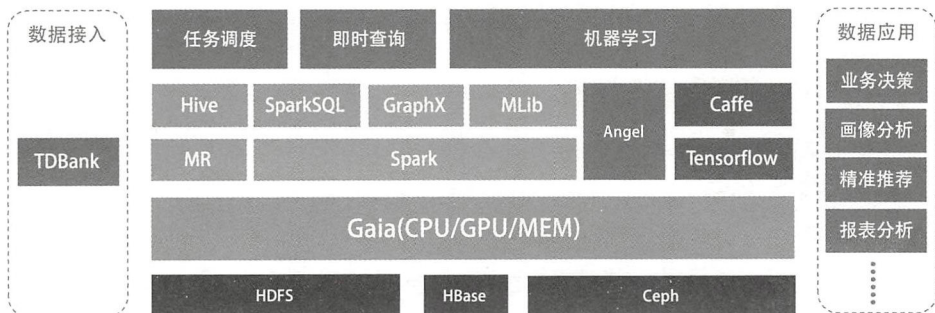 数据接入
TDBank
任务调度
即时查询
机器学习
Hive
SparkSQL
GraphX
MLib
Angel
Caffe
MR
Spark
Tensorflow
Gaia(CPU/GPU/MEM)
HDFS
HBase
Ceph
数据应用
业务决策
画像分析
精准推荐
报表分析